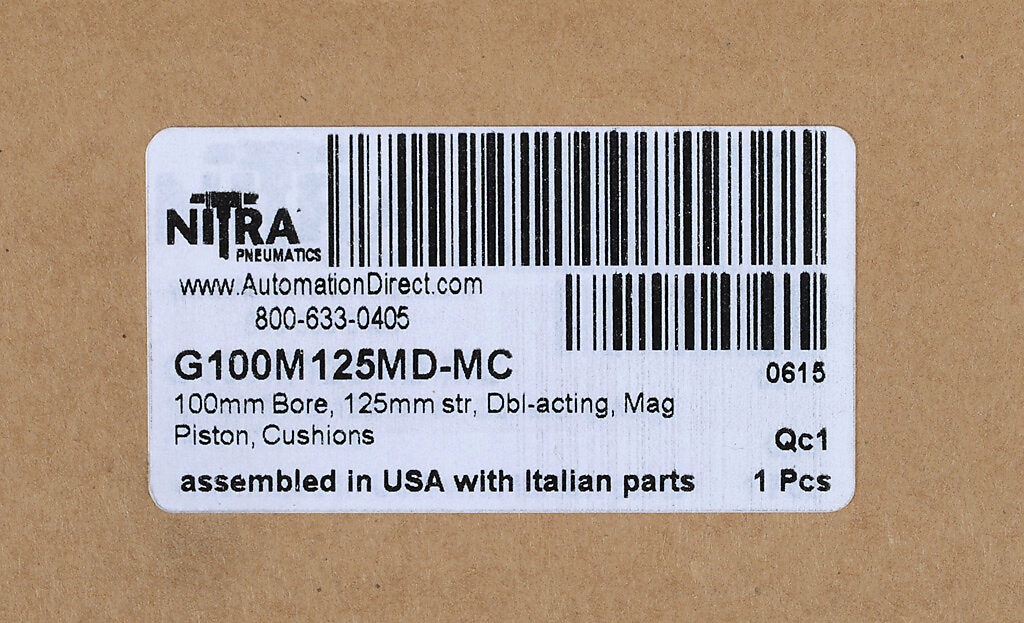 NITRA
PNEUMATICS
www.AutomationDirect.com
800-633-0405
G100M125MD-MC
0615
100mm Bore, 125mm str, Dbl-acting, Mag
Piston, Cushions
Qc1
assembled in USA with Italian parts
1 Pcs